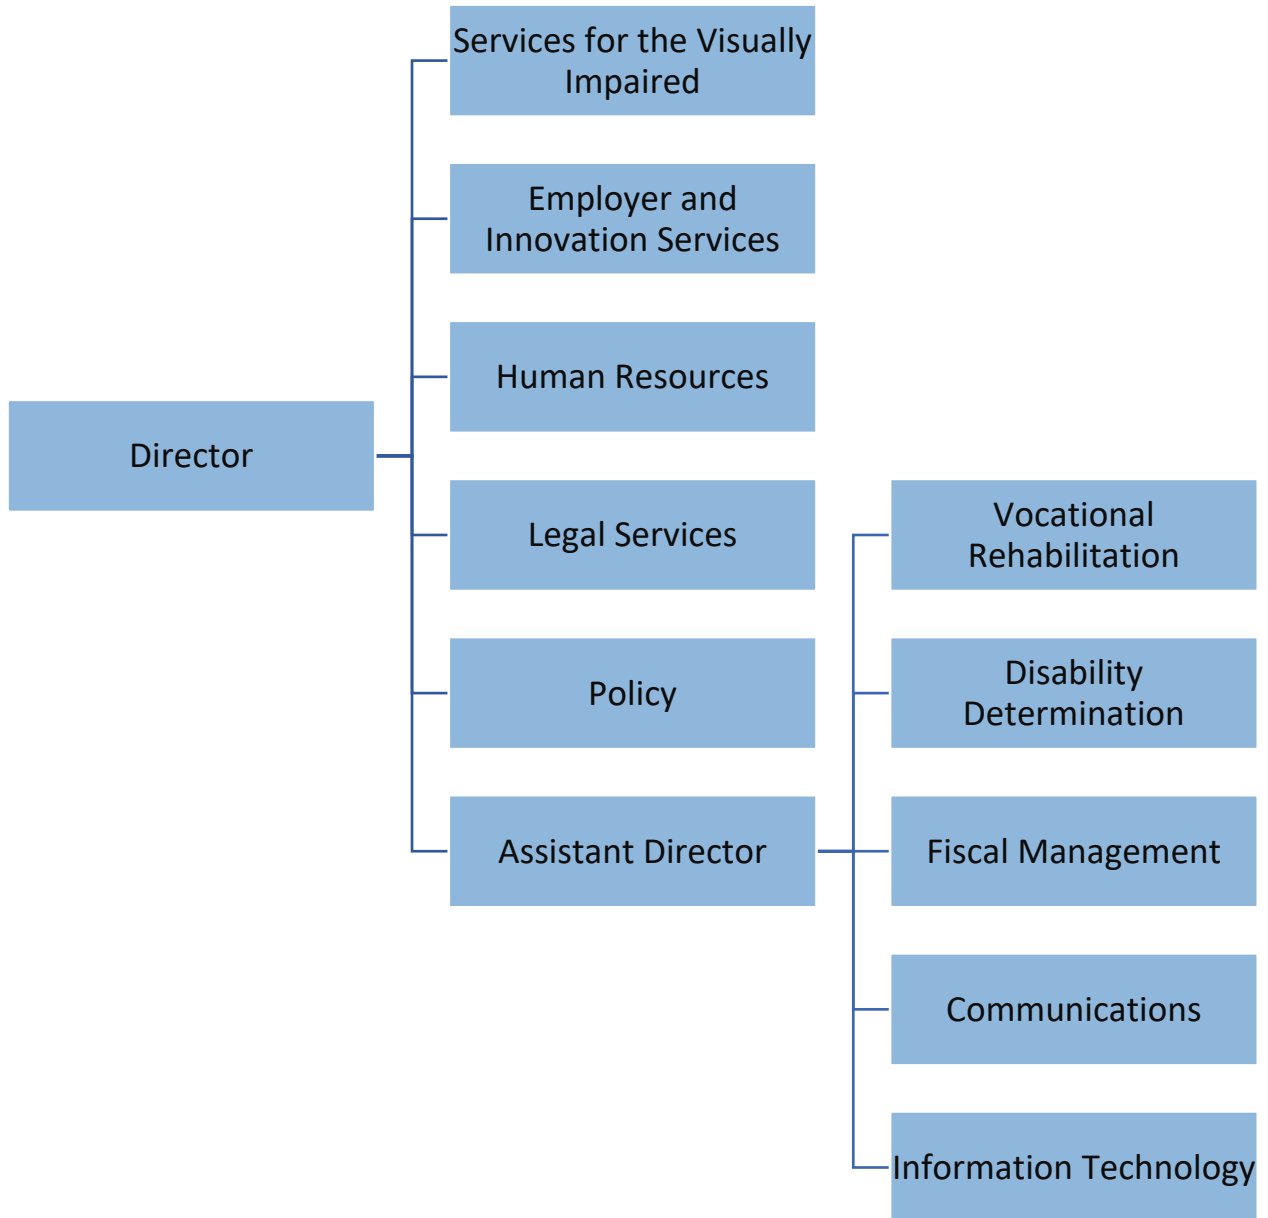 Director
Services for the Visually
Impaired
Employer and
Innovation Services
Human Resources
Legal Services
Policy
Assistant Director
Vocational
Rehabilitation
Disability
Determination
Fiscal Management
Communications
Information Technology